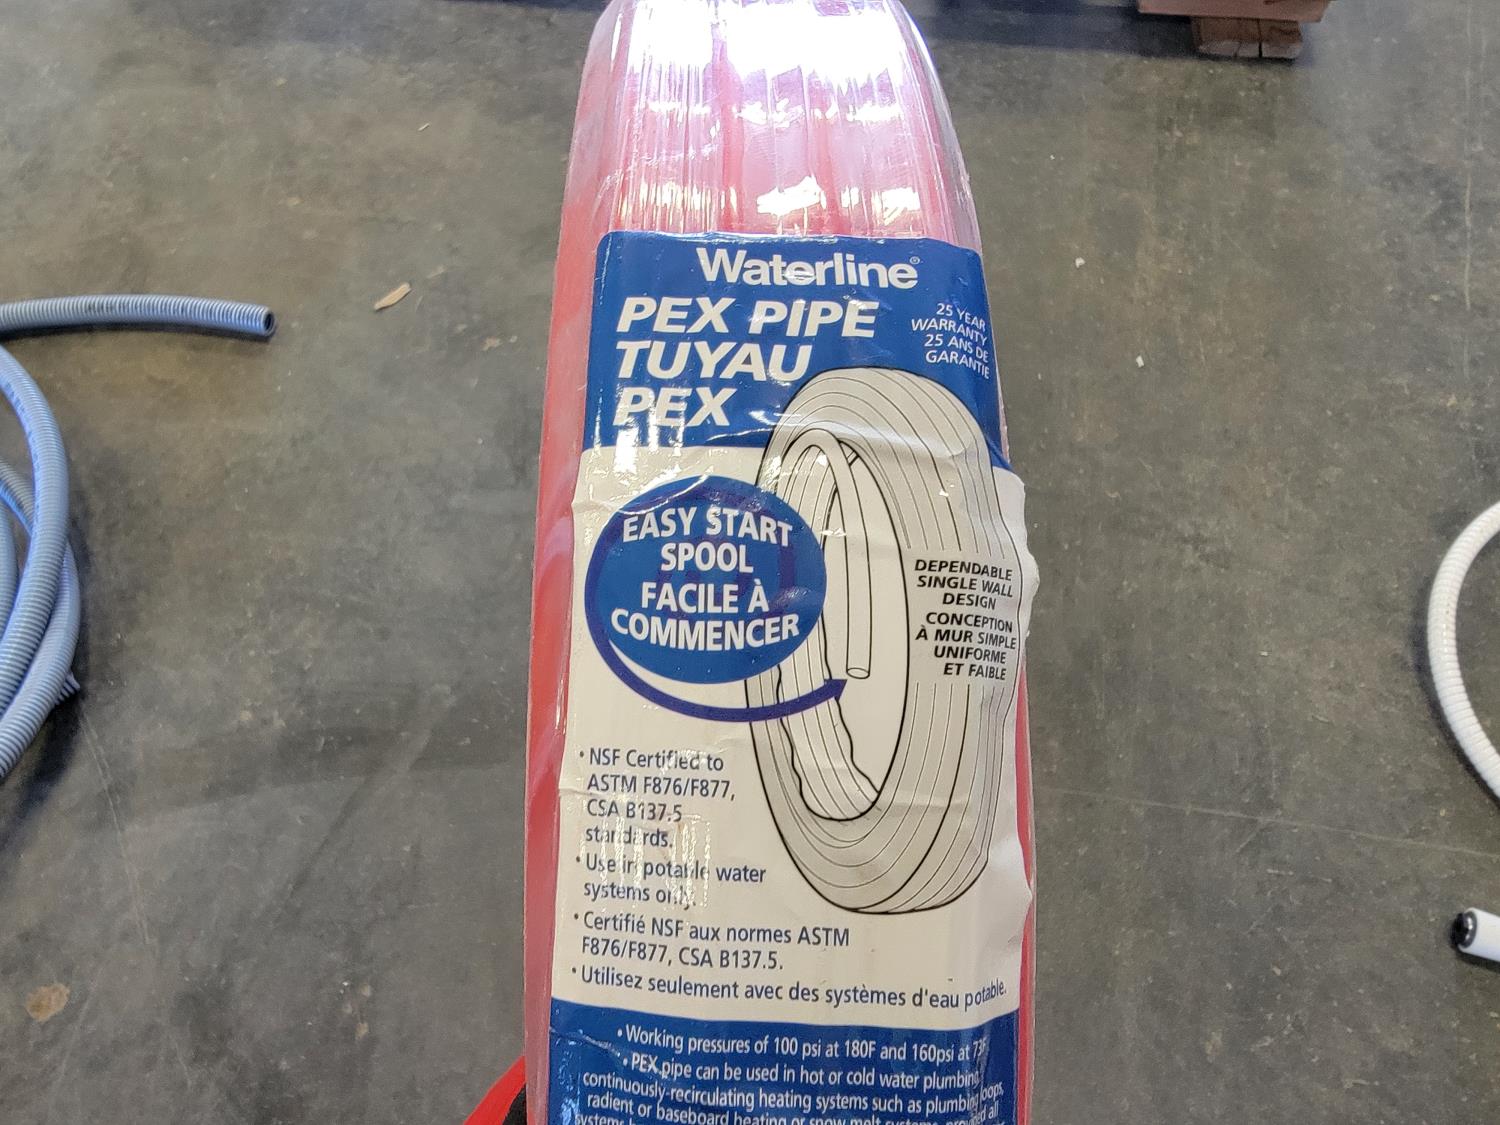 Waterline®
PEX PIPE
TUYAU
PEX
25 YEAR
WARRANTY
25 ANS DE
GARANTIE
EASY START
SPOOL
FACILE À
COMMENCER
DEPENDABLE
SINGLE WALL
DESIGN
CONCEPTION
À MUR SIMPLE
UNIFORME
ET FAIBLE
• NSF Certified to
ASTM F876/F877,
CSA B137.5
standards.
• Use in potable water
systems only.
• Certifié NSF aux normes ASTM
F876/F877, CSA B137.5.
• Utilisez seulement avec des systèmes d'eau potable.
• Working pressures of 100 psi at 180F and 160psi at
• PEX pipe can be used in hot or cold water plumbing,
continuously-recirculating heating systems such as plumbing loops,
radient or baseboard heating or snow melt systems, provided all
systems